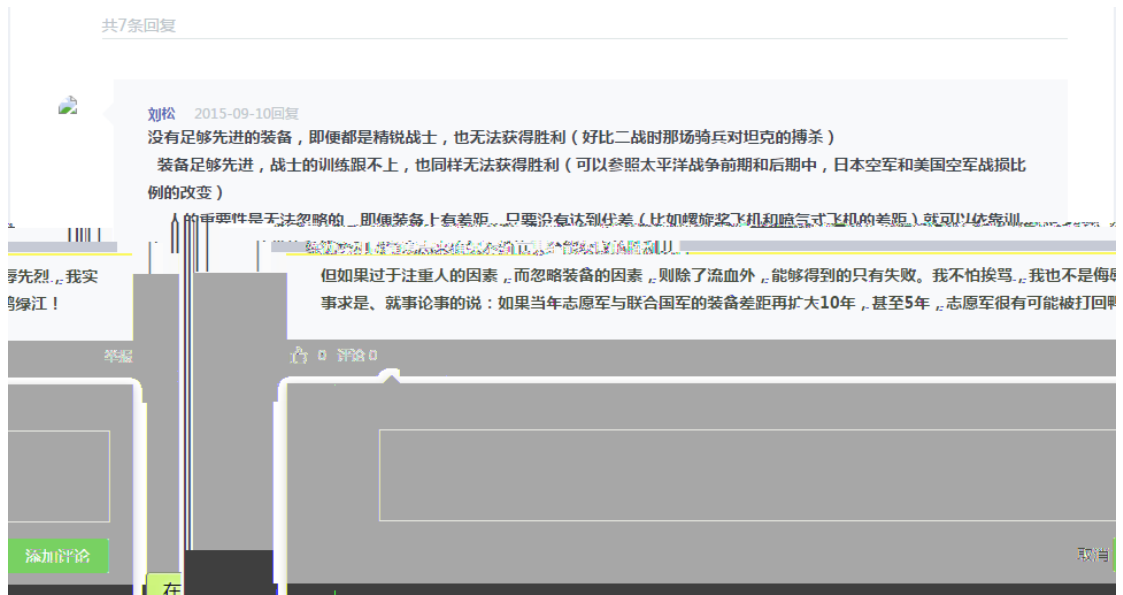 共7条回复
刘松 2015-09-10回复
没有足够先进的装备，即便都是精锐战士，也无法获得胜利（好比二战时那场骑兵对坦克的搏杀）
装备足够先进，战士的训练跟不上，也同样无法获得胜利（可以参照太平洋战争前期和后期中，日本空军和美国空军战损比
例的改变）
人的重要性是无法忽略的，即便装备上有差距，只要没有达到代差（比如螺旋桨飞机和喷气式飞机的差距）就可以依靠训
先烈，我实 但如果过于注重人的因素，而忽略装备的因素，则除了流血外，能够得到的只有失败。我不怕挨骂，我也不是侮
绿江！ 事求是、就事论事的说：如果当年志愿军与联合国军的装备差距再扩大10年，甚至5年，志愿军很有可能被打回
举报 0 评论0
添加评论 取消
在